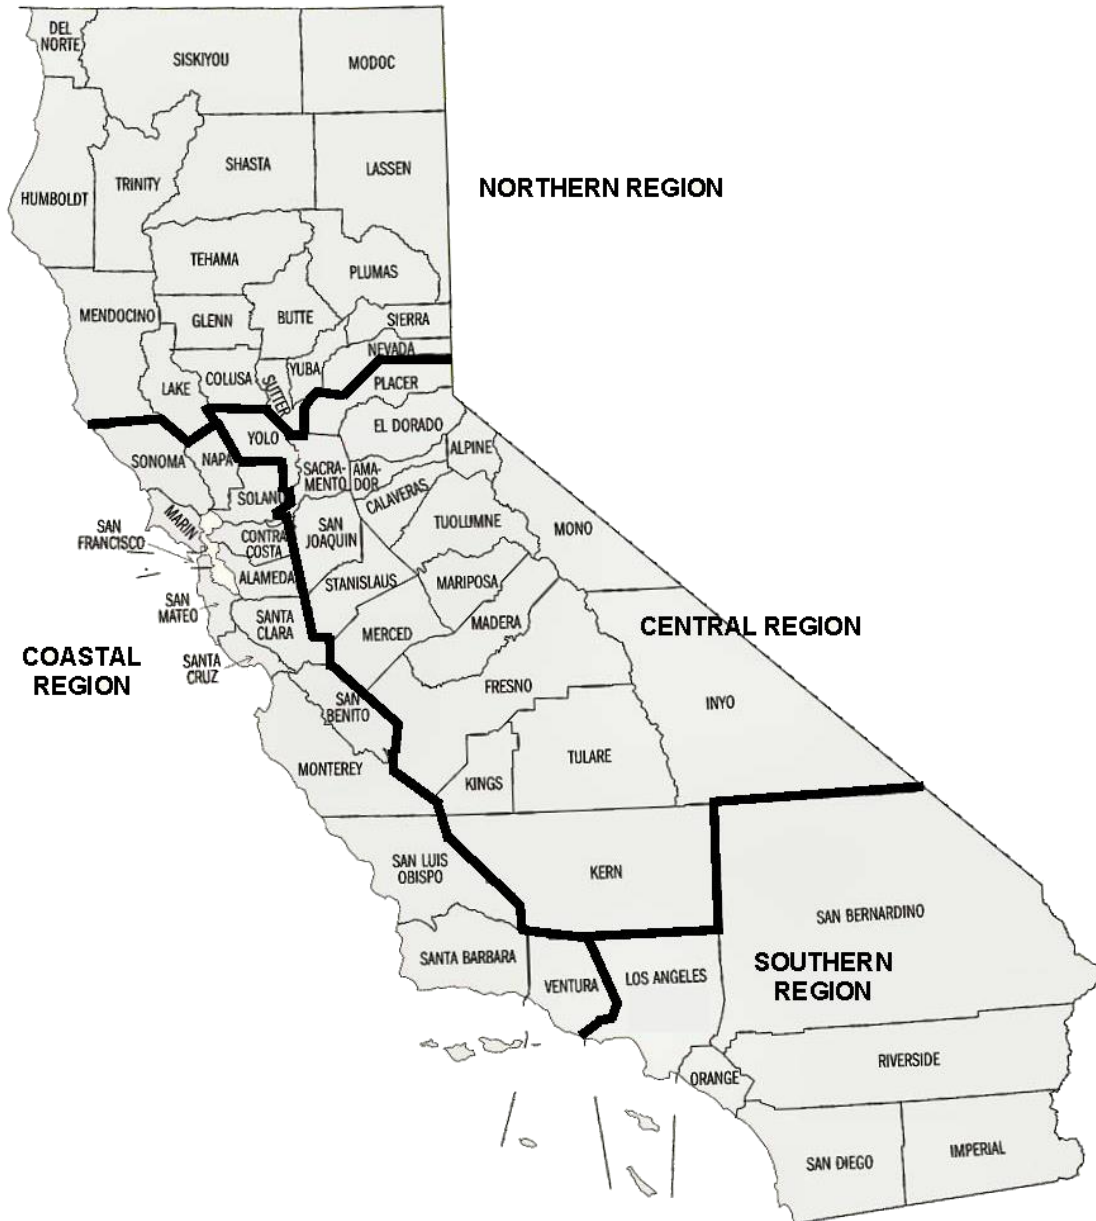 DEL
NORTE
SISKIYOU
MODOC
SHASTA
LASSEN
TRINITY
HUMBOLDT
NORTHERN REGION
TEHAMA
PLUMAS
MENDOCINO
GLENN
BUTTE
SIERRA
NEVADA
YUBA
COLUSA
SUTTER
LAKE
PLACER
EL DORADO
YOLO
SONOMA
NAPA
ALPINE
SACRA-
MENTO
AMA-
DOR
CALAVERAS
SOLANO
MARIN
TUOLUMNE
MONO
SAN
FRANCISCO
CONTRA
COSTA
SAN
JOAQUIN
ALAMEDA
STANISLAUS
MARIPOSA
SAN
MATEO
SANTA
CLARA
MERCED
MADERA
CENTRAL REGION
COASTAL
REGION
SANTA
CRUZ
FRESNO
SAN
BENITO
INYO
MONTEREY
KINGS
TULARE
SAN LUIS
OBISPO
KERN
SAN BERNARDINO
SANTA BARBARA
VENTURA
LOS ANGELES
SOUTHERN
REGION
ORANGE
RIVERSIDE
SAN DIEGO
IMPERIAL